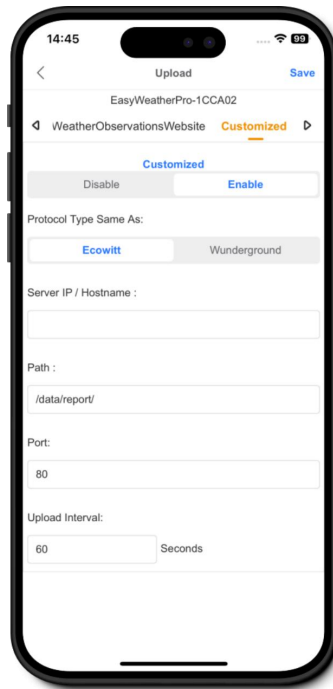 14:45
99
Upload
Save
EasyWeatherPro-1CCA02
WeatherObservationsWebsite Customized
Customized
Disable Enable
Protocol Type Same As:
Ecowitt Wunderground
Server IP / Hostname :
Path :
/data/report/
Port:
80
Upload Interval:
60 Seconds